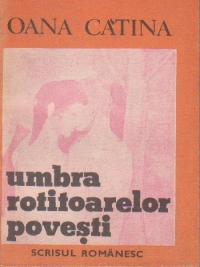 OANA CĂTINA
umbra
rotitoarelor
povești
SCRISUL ROMÂNESC